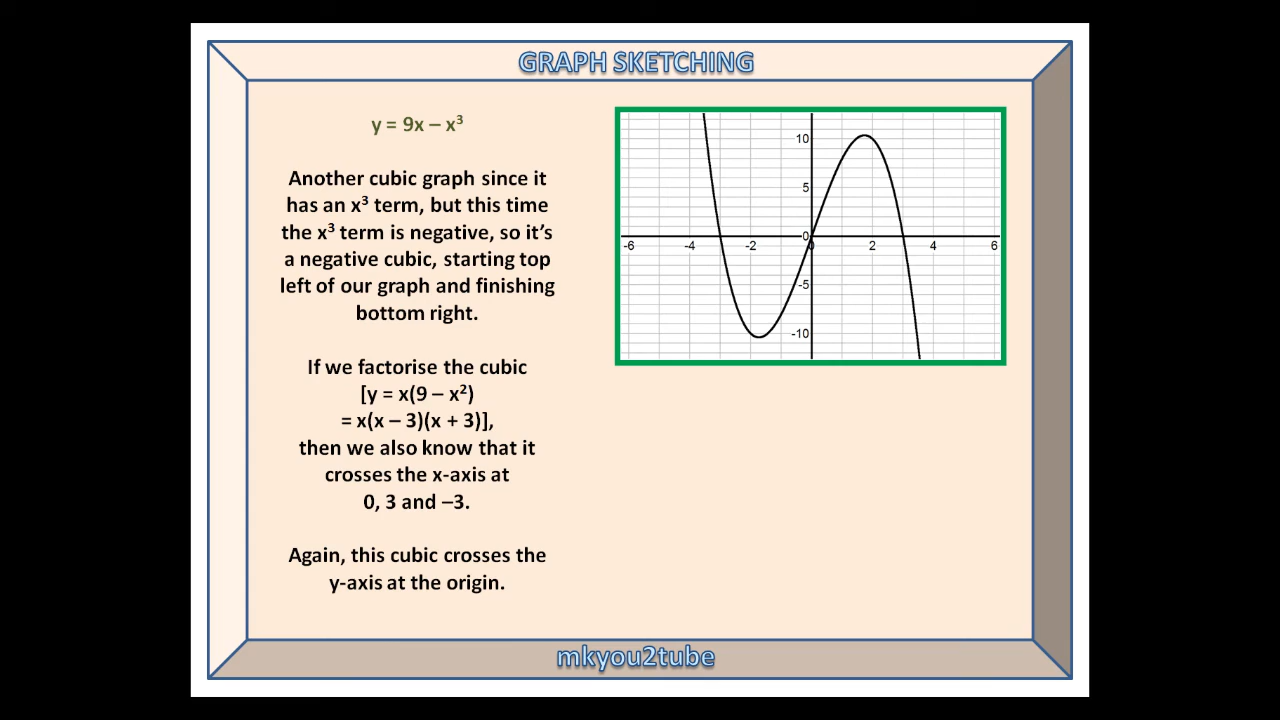 GRAPH SKETCHING
y = 9x – x³
Another cubic graph since it
has an x³ term, but this time
the x³ term is negative, so it’s
a negative cubic, starting top
left of our graph and finishing
bottom right.
If we factorise the cubic
[y = x(9 – x²)
= x(x – 3)(x + 3)],
then we also know that it
crosses the x-axis at
0, 3 and –3.
Again, this cubic crosses the
y-axis at the origin.
10
5
0
-6 -4 -2 0 2 4 6
-5
-10
mkyou2tube